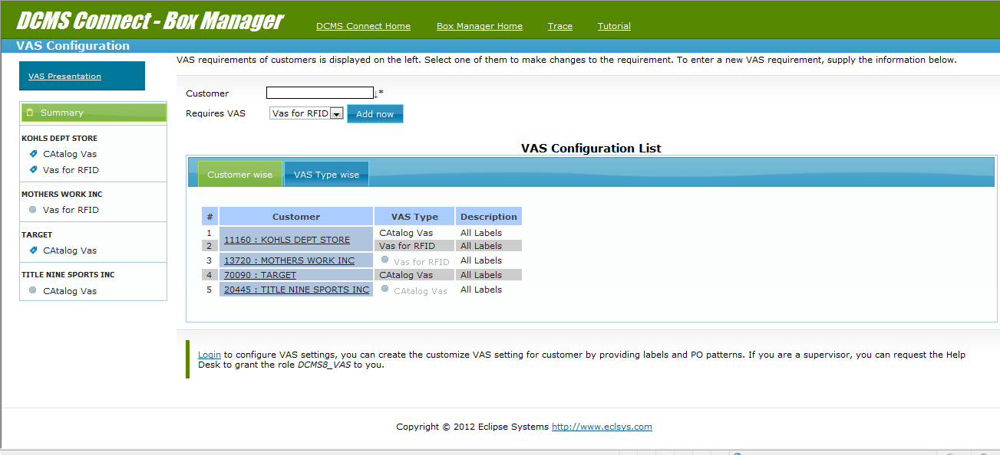 DCMS Connect - Box Manager
DCMS Connect Home Box Manager Home Trace Tutorial
VAS Configuration
VAS Presentation
Summary
KOHLS DEPT STORE
CAtalog Vas
Vas for RFID
MOTHERS WORK INC
Vas for RFID
TARGET
CAtalog Vas
TITLE NINE SPORTS INC
CAtalog Vas
VAS requirements of customers is displayed on the left. Select one of them to make changes to the requirement. To enter a new VAS requirement, supply the information below.
Customer ↓*
Requires VAS Vas for RFID Add now
VAS Configuration List
Customer wise VAS Type wise
# Customer VAS Type Description
1 11160 : KOHLS DEPT STORE CAtalog Vas All Labels
2 Vas for RFID All Labels
3 13720 : MOTHERS WORK INC Vas for RFID All Labels
4 70090 : TARGET CAtalog Vas All Labels
5 20445 : TITLE NINE SPORTS INC CAtalog Vas All Labels
Login to configure VAS settings, you can create the customize VAS setting for customer by providing labels and PO patterns. If you are a supervisor, you can request the Help
Desk to grant the role DCMS8_VAS to you.
Copyright © 2012 Eclipse Systems http://www.eclsys.com